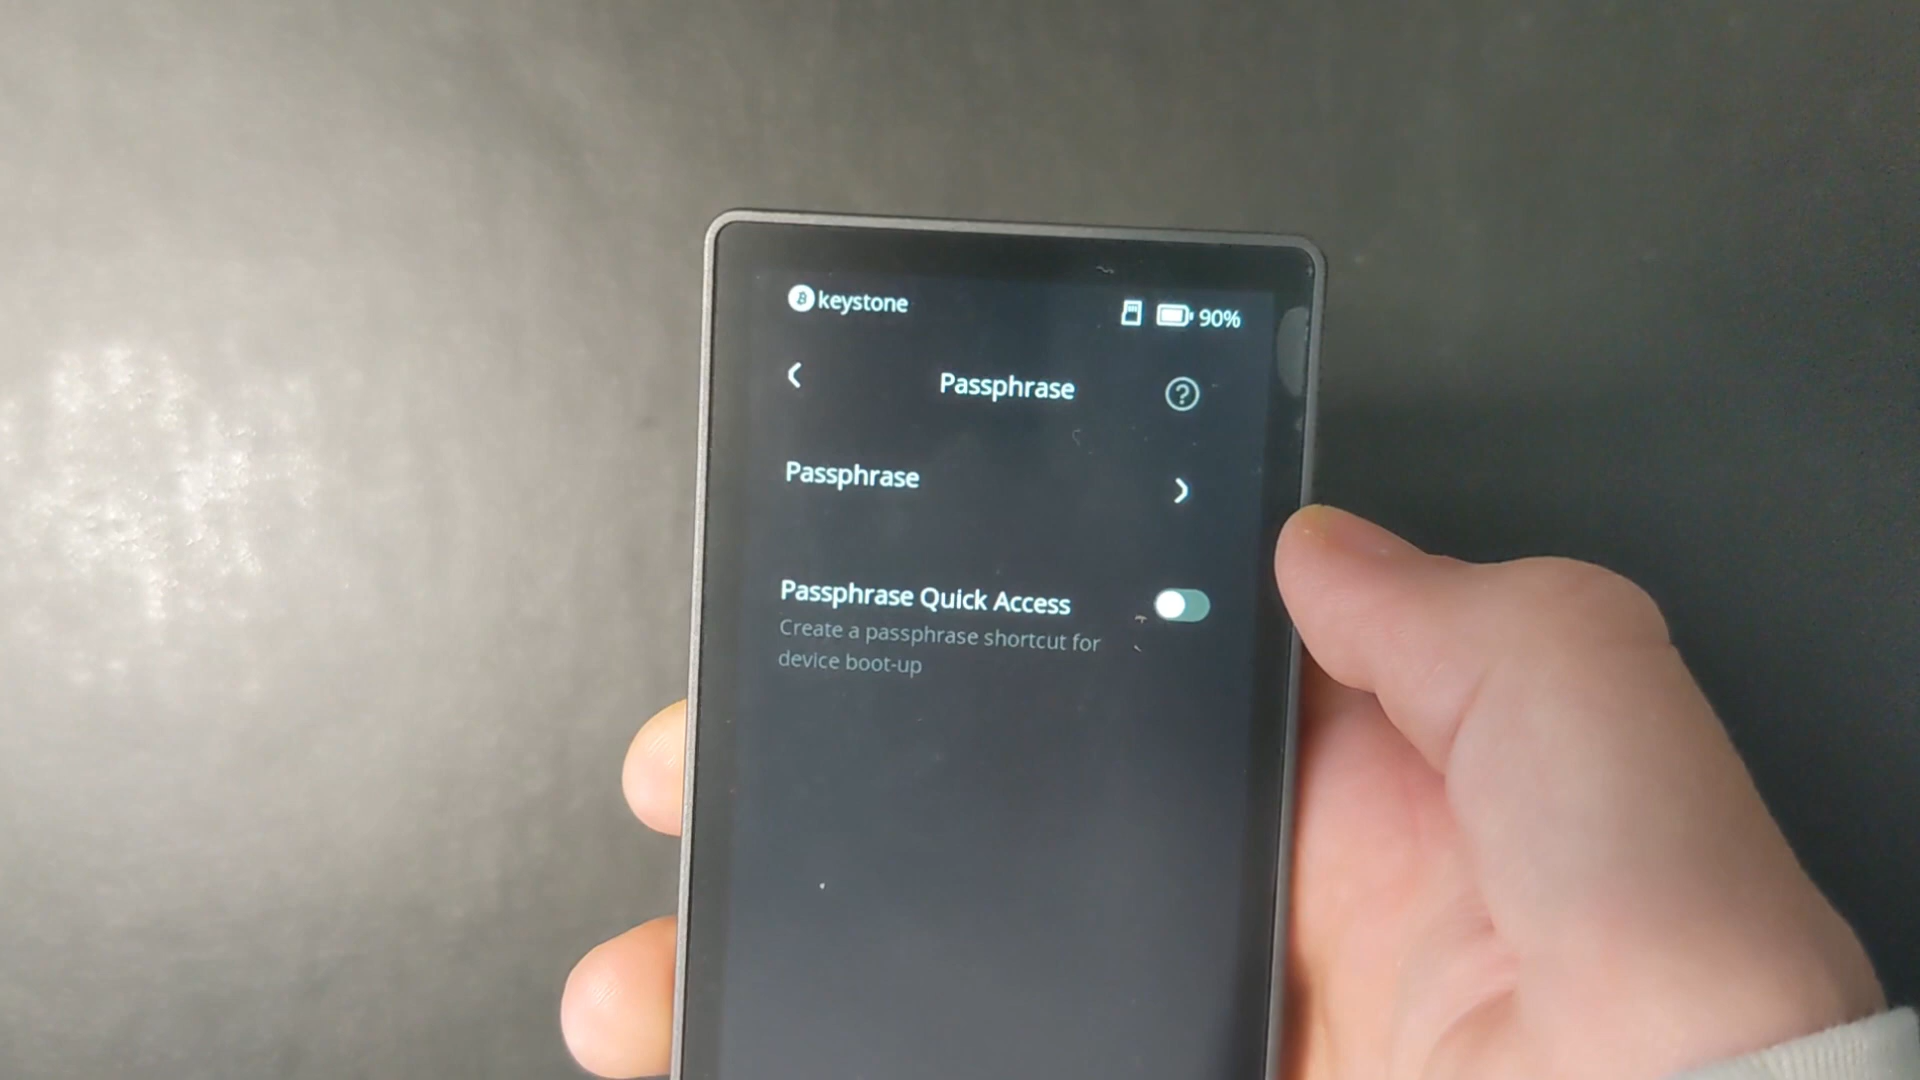 keystone
90%
Passphrase
Passphrase
Passphrase Quick Access
Create a passphrase shortcut for
device boot-up